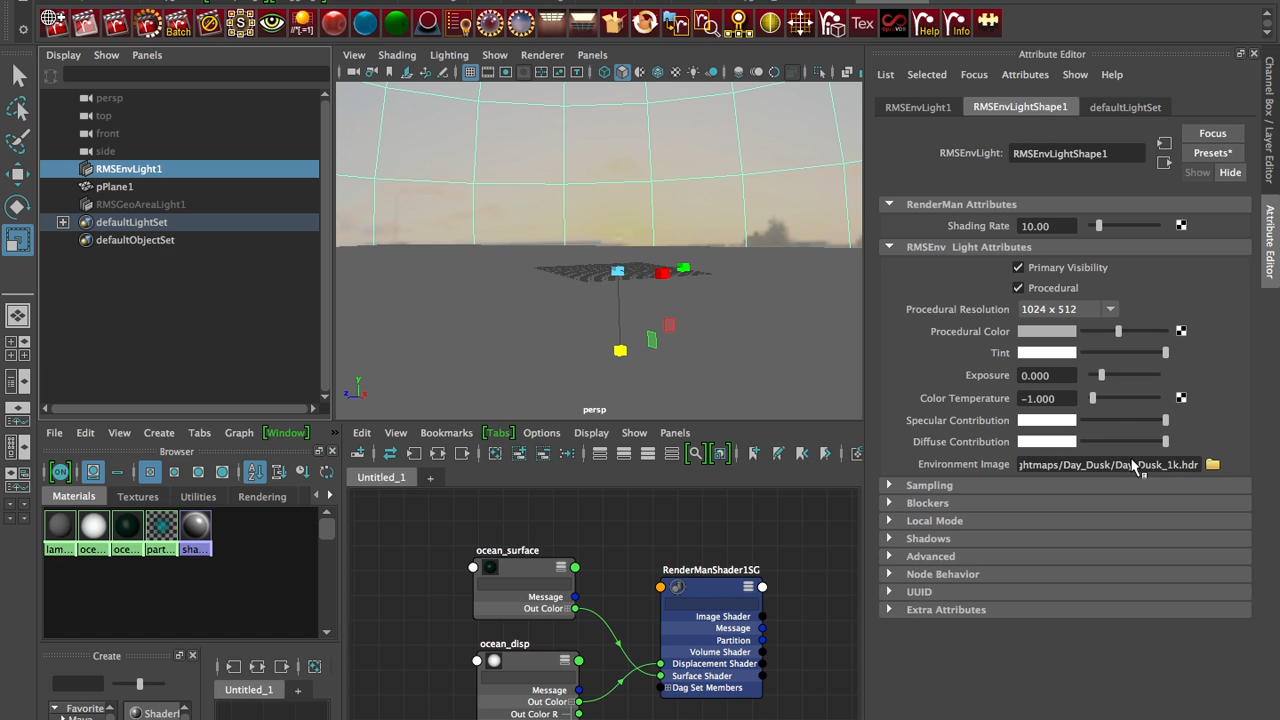 Batch
[*]
"[*]=1"
Tex
Help
Info
Display Show Panels
persp
top
front
side
RMSEnvLight1
pPlane1
RMSGeoAreaLight1
defaultLightSet
defaultObjectSet
View Shading Lighting Show Renderer Panels
persp
Attribute Editor
List Selected Focus Attributes Show Help
RMSEnvLight1 RMSEnvLightShape1 defaultLightSet
Focus
RMSEnvLight: RMSEnvLightShape1
Presets*
Show Hide
RenderMan Attributes
Shading Rate 10.00
RMSEnv Light Attributes
Primary Visibility
Procedural
Procedural Resolution 1024 x 512
Procedural Color
Tint
Exposure 0.000
Color Temperature -1.000
Specular Contribution
Diffuse Contribution
Environment Image ghtmaps/Day_Dusk/Day_Dusk_1k.hdr
Sampling
Blockers
Local Mode
Shadows
Advanced
Node Behavior
UUID
Extra Attributes
Channel Box / Layer Editor
Attribute Editor
File Edit View Create Tabs Graph [Window] »
Browser
ON
Materials Textures Utilities Rendering
lam... oce... oce... part... sha...
Create
Untitled_1 +
Favorite
Maya
Shaderl
Edit View Bookmarks [Tabs] Options Display Show Panels
Untitled_1 +
ocean_surface
Message
Out Color
ocean_disp
Message
Out Color
Out Color R
RenderManShader1SG
Image Shader
Message
Partition
Volume Shader
Displacement Shader
Surface Shader
Dag Set Members